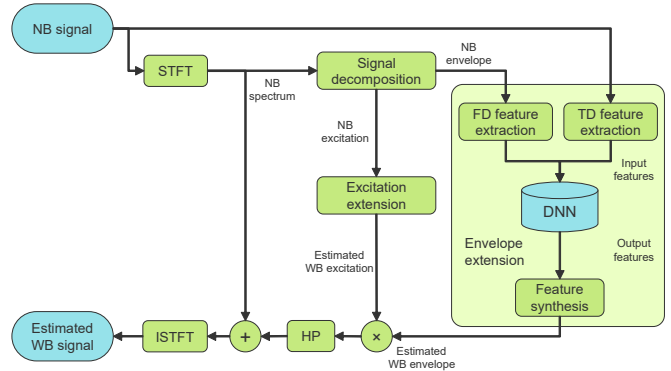 NB signal
STFT
NB
spectrum
Signal
decomposition
NB
envelope
FD feature
extraction
TD feature
extraction
NB
excitation
Input
features
Excitation
extension
DNN
Envelope
extension
Output
features
Estimated
WB excitation
Feature
synthesis
Estimated
WB signal
ISTFT
+
HP
×
Estimated
WB envelope